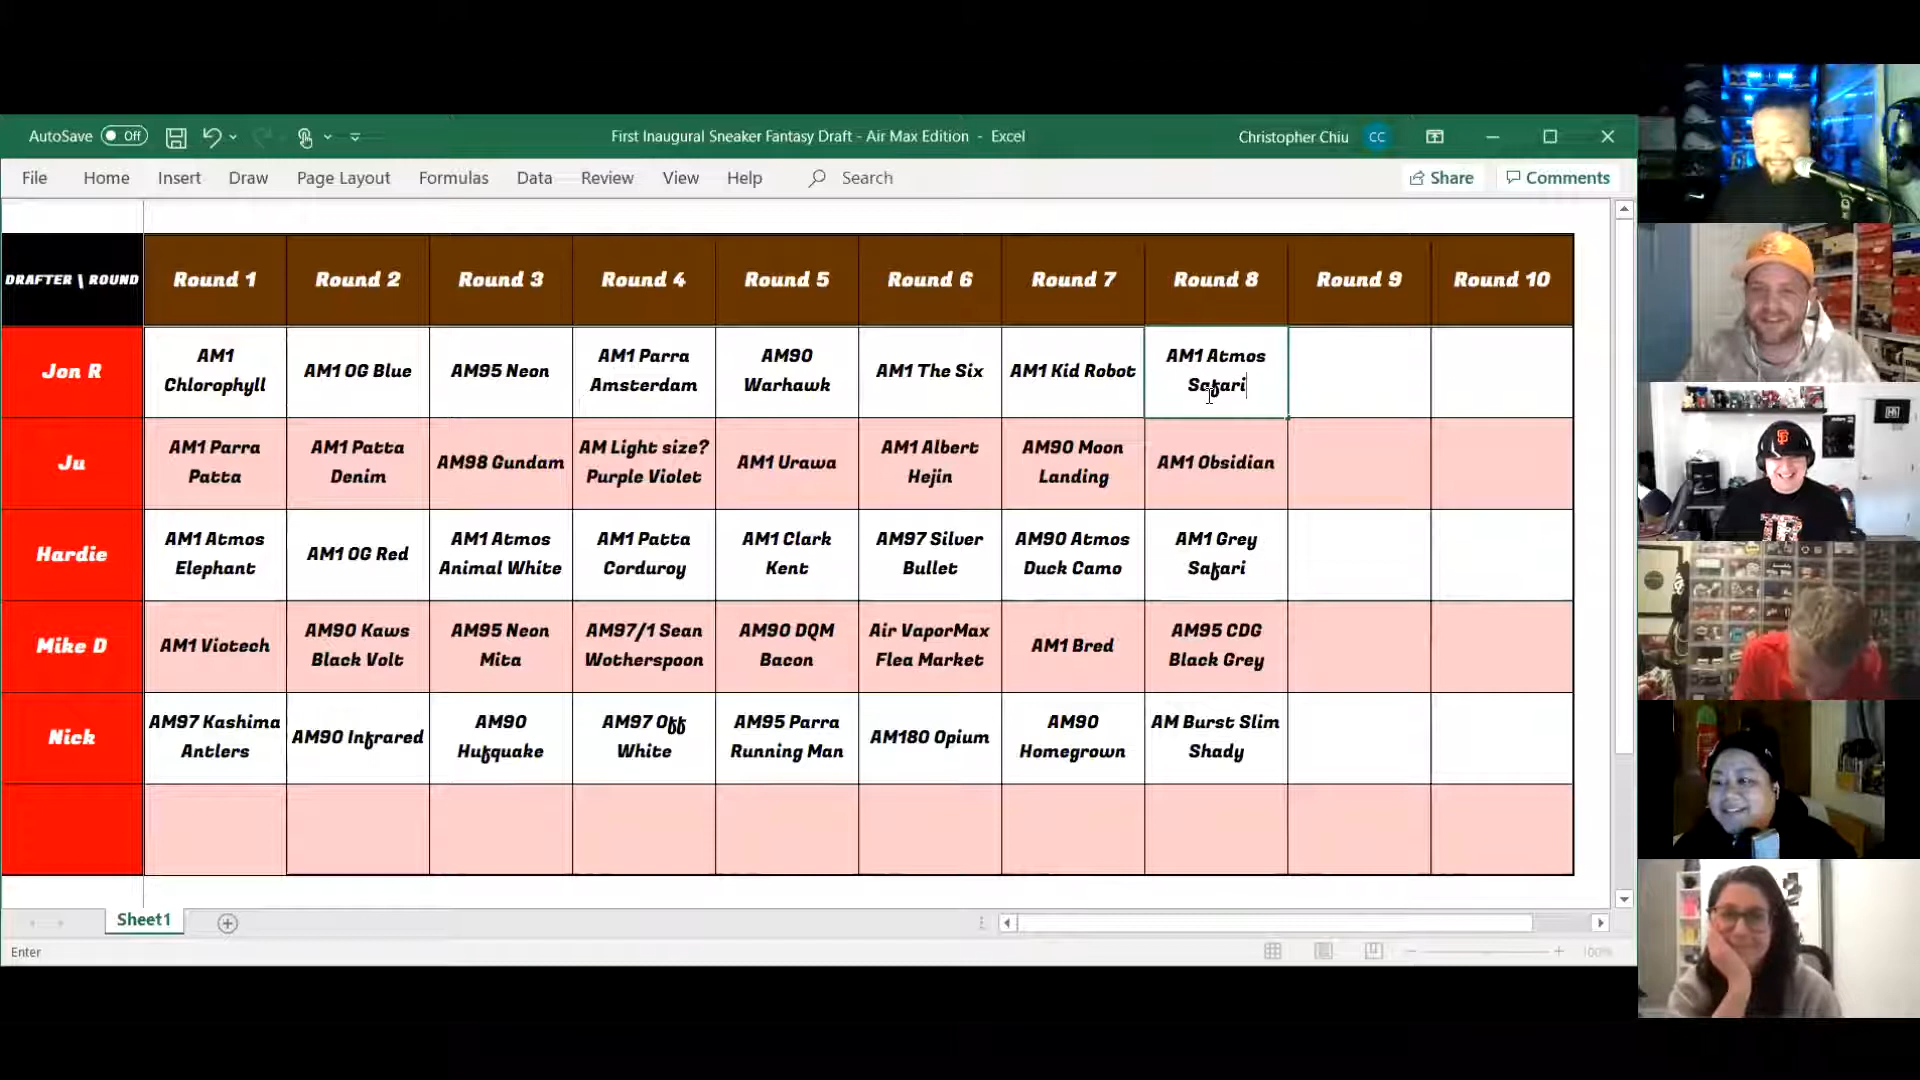 AutoSave Off
First Inaugural Sneaker Fantasy Draft - Air Max Edition - Excel
Christopher Chiu CC
File Home Insert Draw Page Layout Formulas Data Review View Help Search
Share Comments
DRAFTER \ ROUND Round 1 Round 2 Round 3 Round 4 Round 5 Round 6 Round 7 Round 8 Round 9 Round 10
Jon R
AM1
Chlorophyll
AM1 OG Blue
AM95 Neon
AM1 Parra
Amsterdam
AM90
Warhawk
AM1 The Six
AM1 Kid Robot
AM1 Atmos
Safari
Ju
AM1 Parra
Patta
AM1 Patta
Denim
AM98 Gundam
AM Light size?
Purple Violet
AM1 Urawa
AM1 Albert
Hejin
AM90 Moon
Landing
AM1 Obsidian
Hardie
AM1 Atmos
Elephant
AM1 OG Red
AM1 Atmos
Animal White
AM1 Patta
Corduroy
AM1 Clark
Kent
AM97 Silver
Bullet
AM90 Atmos
Duck Camo
AM1 Grey
Safari
Mike D
AM1 Viotech
AM90 Kaws
Black Volt
AM95 Neon
Mita
AM97/1 Sean
Wotherspoon
AM90 DQM
Bacon
Air VaporMax
Flea Market
AM1 Bred
AM95 CDG
Black Grey
Nick
AM97 Kashima
Antlers
AM90 Infrared
AM90
Hufquake
AM97 Off
White
AM95 Parra
Running Man
AM180 Opium
AM90
Homegrown
AM Burst Slim
Shady
Sheet1
Enter
100%